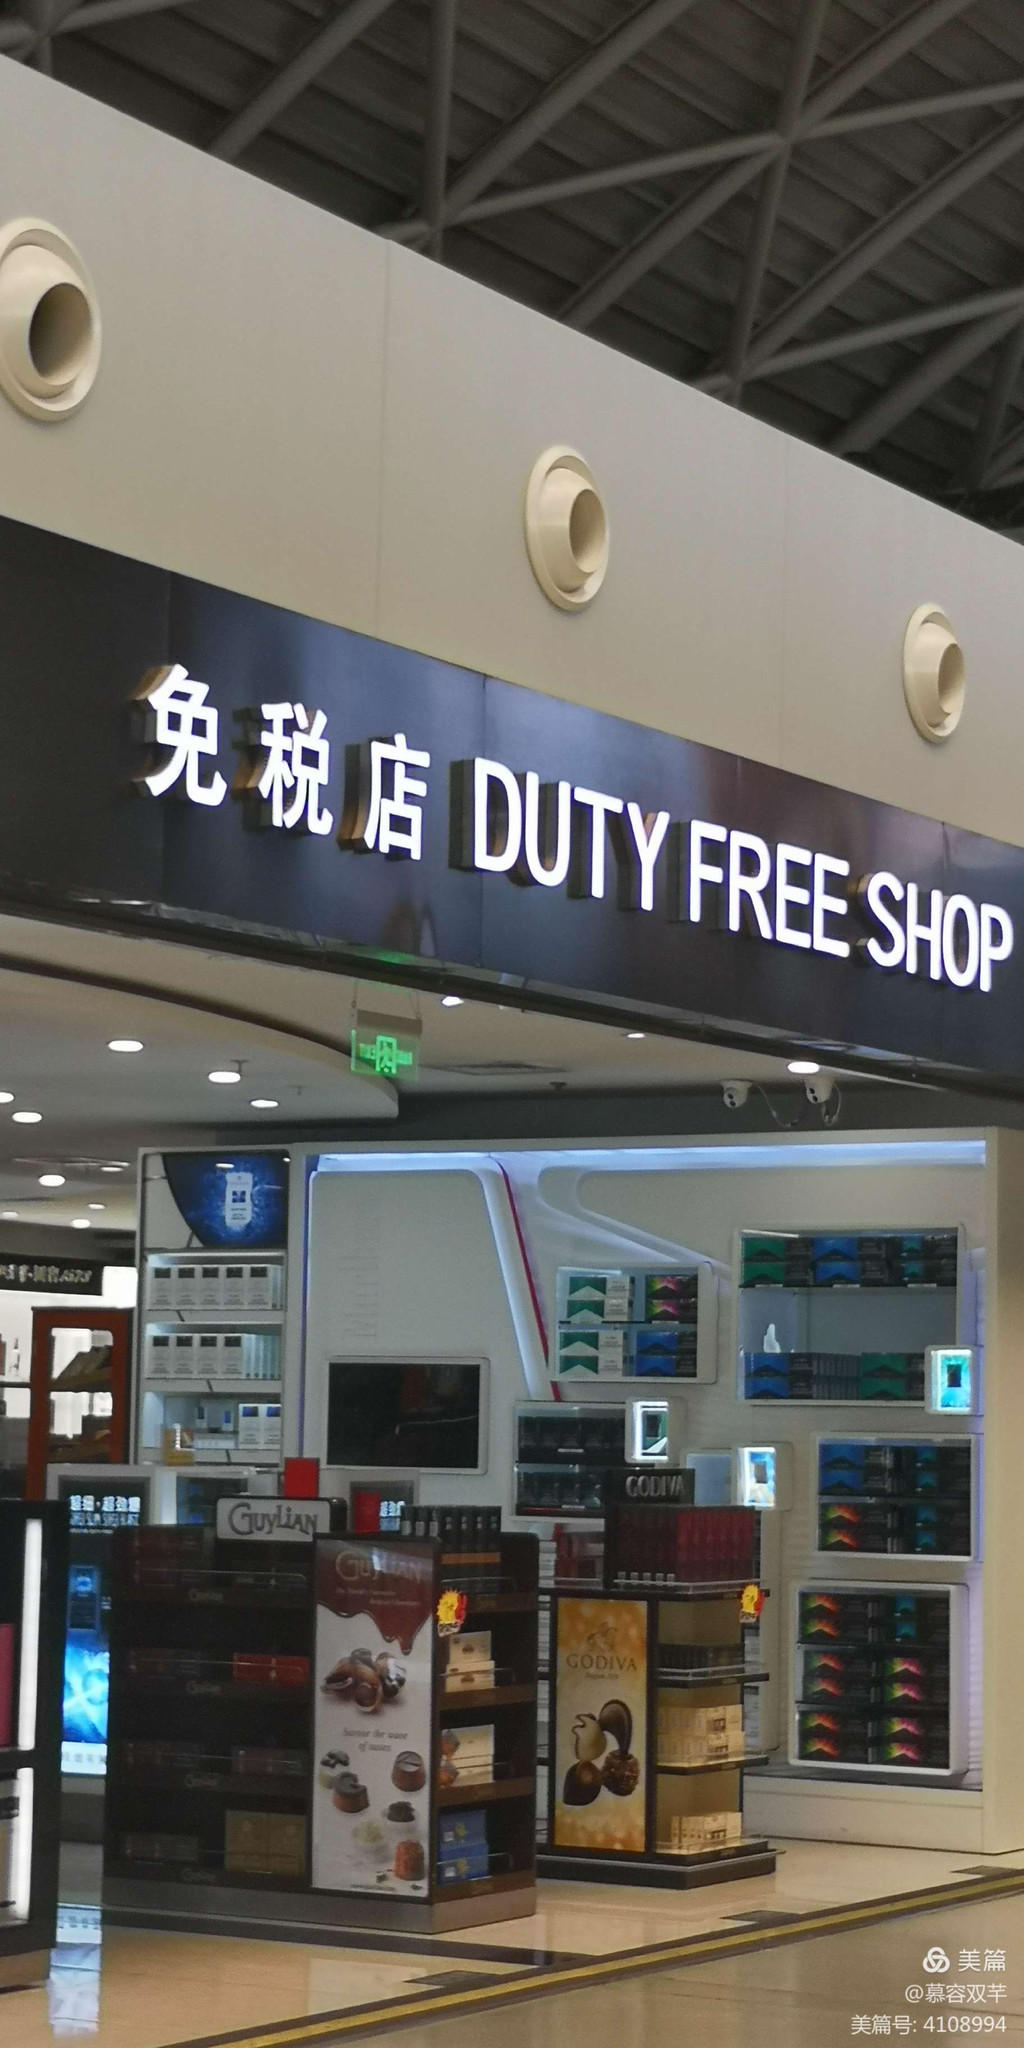 免税店 DUTY FREE SHOP
GODIVA
GUYLIAN
GUYLIAN
GODIVA
Savour the wave
of tastes
美篇
@慕容双芊
美篇号: 4108994